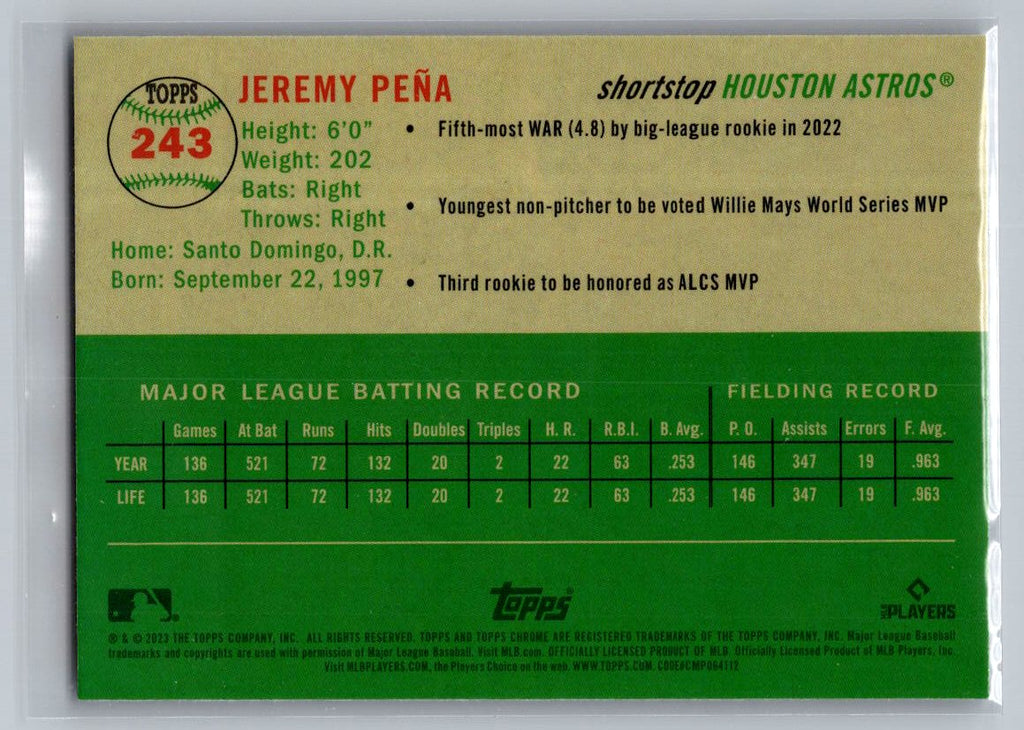 TOPPS
243
JEREMY PEÑA
shortstop HOUSTON ASTROS®
Height: 6'0"
Weight: 202
Bats: Right
Throws: Right
Home: Santo Domingo, D.R.
Born: September 22, 1997
• Fifth-most WAR (4.8) by big-league rookie in 2022
• Youngest non-pitcher to be voted Willie Mays World Series MVP
• Third rookie to be honored as ALCS MVP
MAJOR LEAGUE BATTING RECORD FIELDING RECORD
Games At Bat Runs Hits Doubles Triples H. R. R.B.I. B. Avg. P. O. Assists Errors F. Avg.
YEAR 136 521 72 132 20 2 22 63 .253 146 347 19 .963
LIFE 136 521 72 132 20 2 22 63 .253 146 347 19 .963
topps
MLB PLAYERS
® & © 2023 THE TOPPS COMPANY, INC. ALL RIGHTS RESERVED. TOPPS AND TOPPS CHROME ARE REGISTERED TRADEMARKS OF THE TOPPS COMPANY, INC. Major League Baseball
trademarks and copyrights are used with permission of Major League Baseball. Visit MLB.com. OFFICIALLY LICENSED PRODUCT OF MLB. Officially Licensed Product of MLB Players, Inc.
Visit MLBPLAYERS.COM, the Players Choice on the web. WWW.TOPPS.COM. CODE#CMP064112